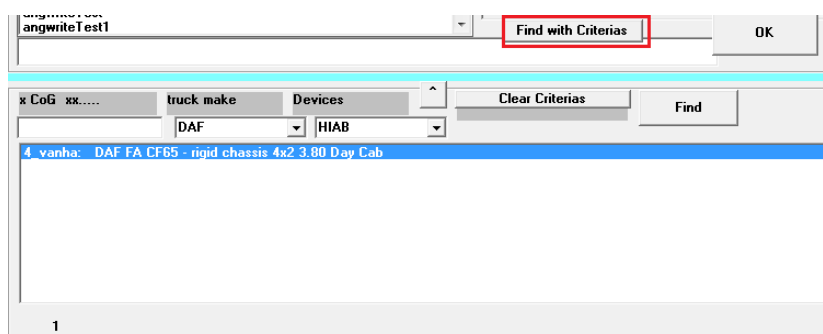 angwriteTest1
Find with Criterias
OK
x CoG xx.....
truck make
Devices
^
Clear Criterias
Find
DAF
HIAB
4_vanha: DAF FA CF65 - rigid chassis 4x2 3.80 Day Cab
1